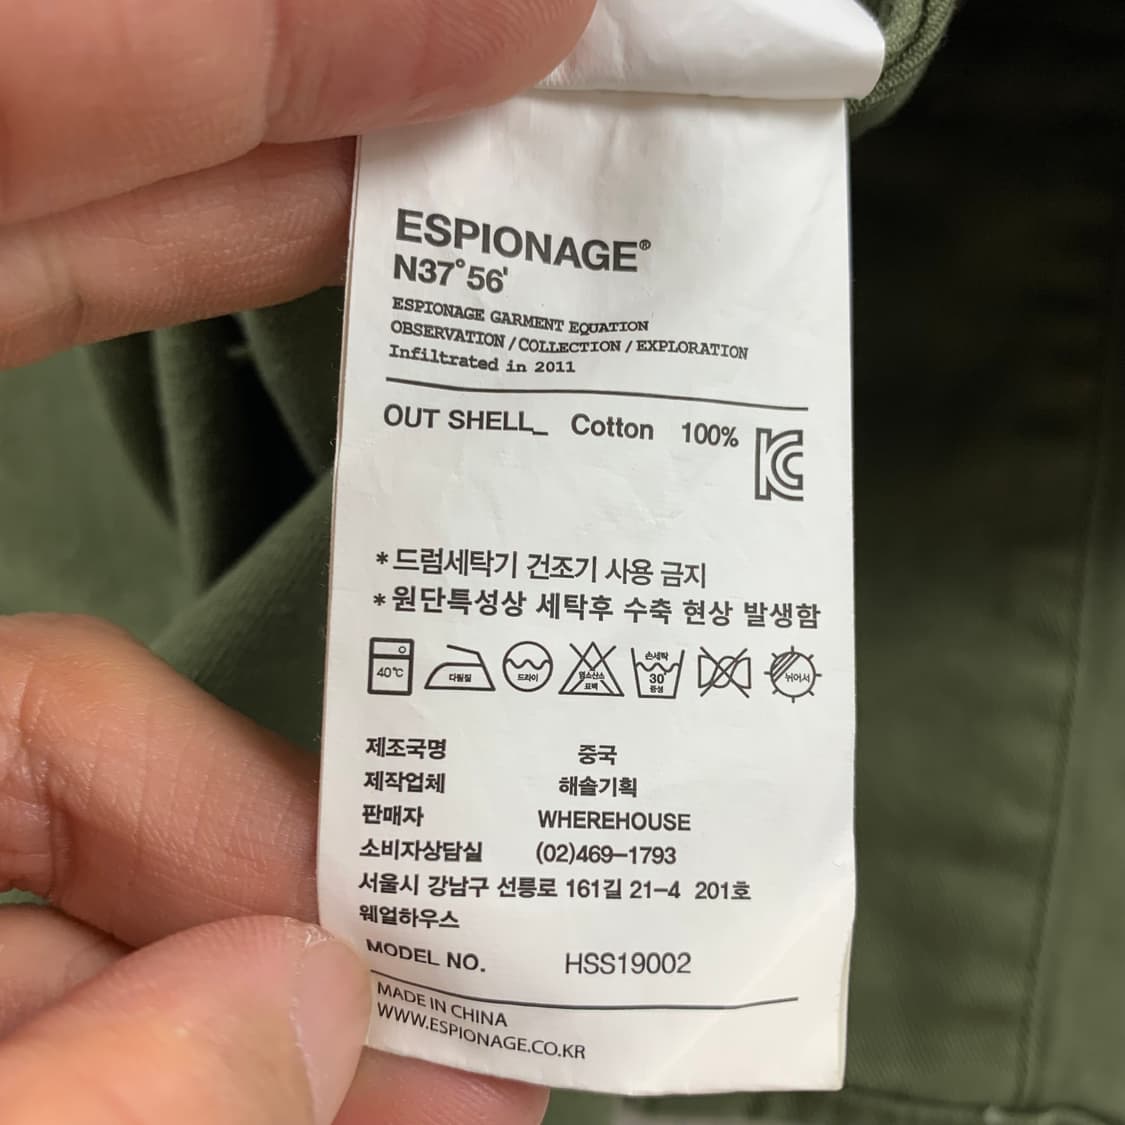 ESPIONAGE®
N37°56'
ESPIONAGE GARMENT EQUATION
OBSERVATION / COLLECTION / EXPLORATION
Infiltrated in 2011
OUT SHELL_ Cotton 100%
KC
*드럼세탁기 건조기 사용 금지
*원단특성상 세탁후 수축 현상 발생함
40℃ 다림질 드라이 염소산소 표백 손세탁 30 중성 뉘어서
제조국명 중국
제작업체 해솔기획
판매자 WHEREHOUSE
소비자상담실 (02)469-1793
서울시 강남구 선릉로 161길 21-4 201호
웨얼하우스
MODEL NO. HSS19002
MADE IN CHINA
WWW.ESPIONAGE.CO.KR